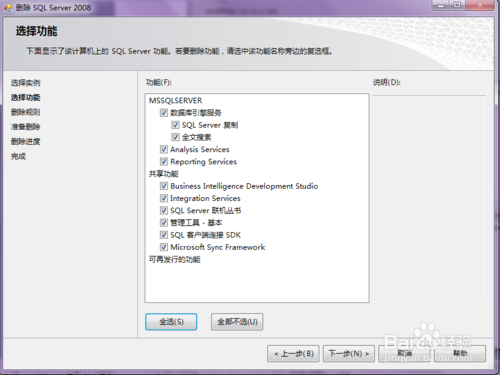 删除 SQL Server 2008
选择功能
下面显示了该计算机上的 SQL Server 功能。若要删除功能，请选中该功能名称旁边的复选框。
选择实例
选择功能
删除规则
准备删除
删除进度
完成
功能(F):
MSSQLSERVER
数据库引擎服务
SQL Server 复制
全文搜索
Analysis Services
Reporting Services
共享功能
Business Intelligence Development Studio
Integration Services
SQL Server 联机丛书
管理工具 - 基本
SQL 客户端连接 SDK
Microsoft Sync Framework
可再发行的功能
说明(D):
全选(S)
全部不选(U)
< 上一步(B)
下一步(N) >
取消
帮助
Baidu 经验